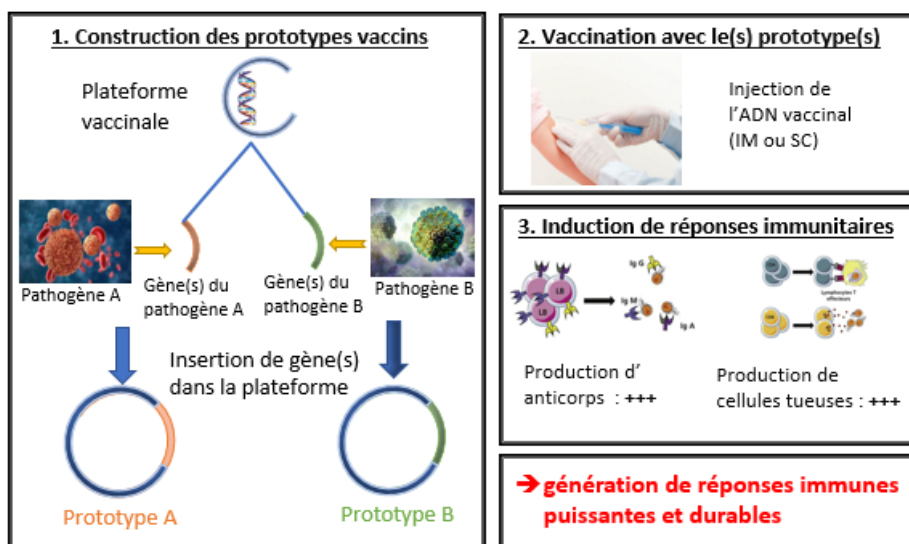 1. Construction des prototypes vaccins
Plateforme
vaccinale
Pathogène A
Gène(s) du
pathogène A
Gène(s) du
pathogène B
Pathogène B
Insertion de gène(s)
dans la plateforme
Prototype A
Prototype B
2. Vaccination avec le(s) prototype(s)
Injection de
l'ADN vaccinal
(IM ou SC)
3. Induction de réponses immunitaires
LB
LB
LB
Ig G
Ig M
Ig A
Lymphocytes T
effecteurs
Production d'
anticorps : +++
Production de
cellules tueuses : +++
➔ génération de réponses immunes
puissantes et durables